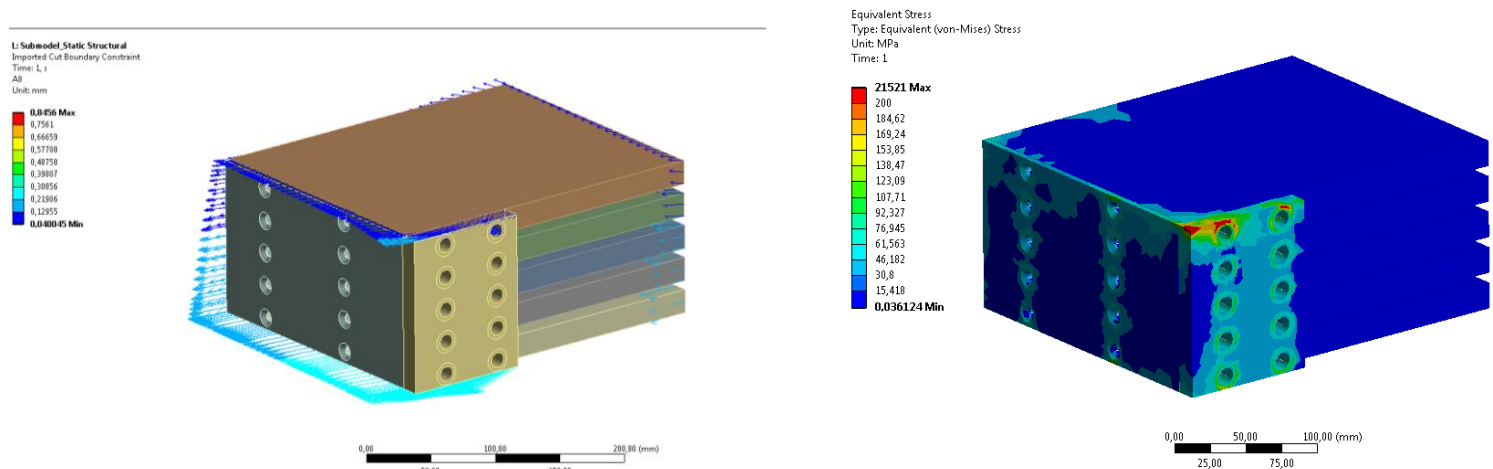 L: Submodel_Static Structural
Imported Cut Boundary Constraint
Time: 1, s
All
Unit: mm
0,8456 Max
0,7561
0,66659
0,57708
0,48758
0,39807
0,30856
0,21906
0,12955
0,040045 Min
0,00
100,00
200,00 (mm)
Equivalent Stress
Type: Equivalent (von-Mises) Stress
Unit: MPa
Time: 1
21521 Max
200
184,62
169,24
153,85
138,47
123,09
107,71
92,327
76,945
61,563
46,182
30,8
15,418
0,036124 Min
0,00
50,00
100,00 (mm)
25,00
75,00